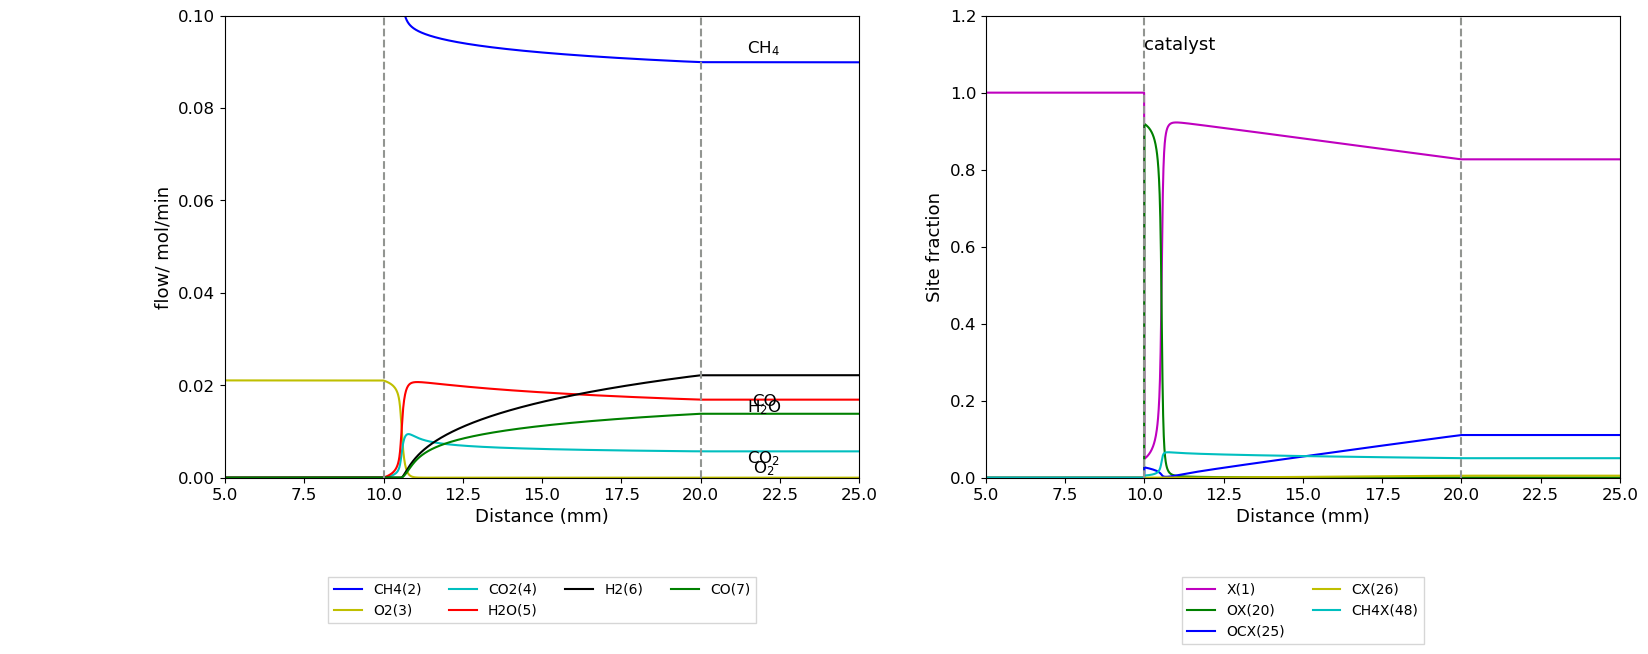 0.10
0.08
0.06
0.04
0.02
0.00
flow/ mol/min
CH₄
CO
H₂O
CO₂
O₂
5.0 7.5 10.0 12.5 15.0 17.5 20.0 22.5 25.0
Distance (mm)
CH4(2) CO2(4) H2(6) CO(7)
O2(3) H2O(5)
1.2
1.0
0.8
0.6
0.4
0.2
0.0
Site fraction
catalyst
5.0 7.5 10.0 12.5 15.0 17.5 20.0 22.5 25.0
Distance (mm)
X(1) CX(26)
OX(20) CH4X(48)
OCX(25)